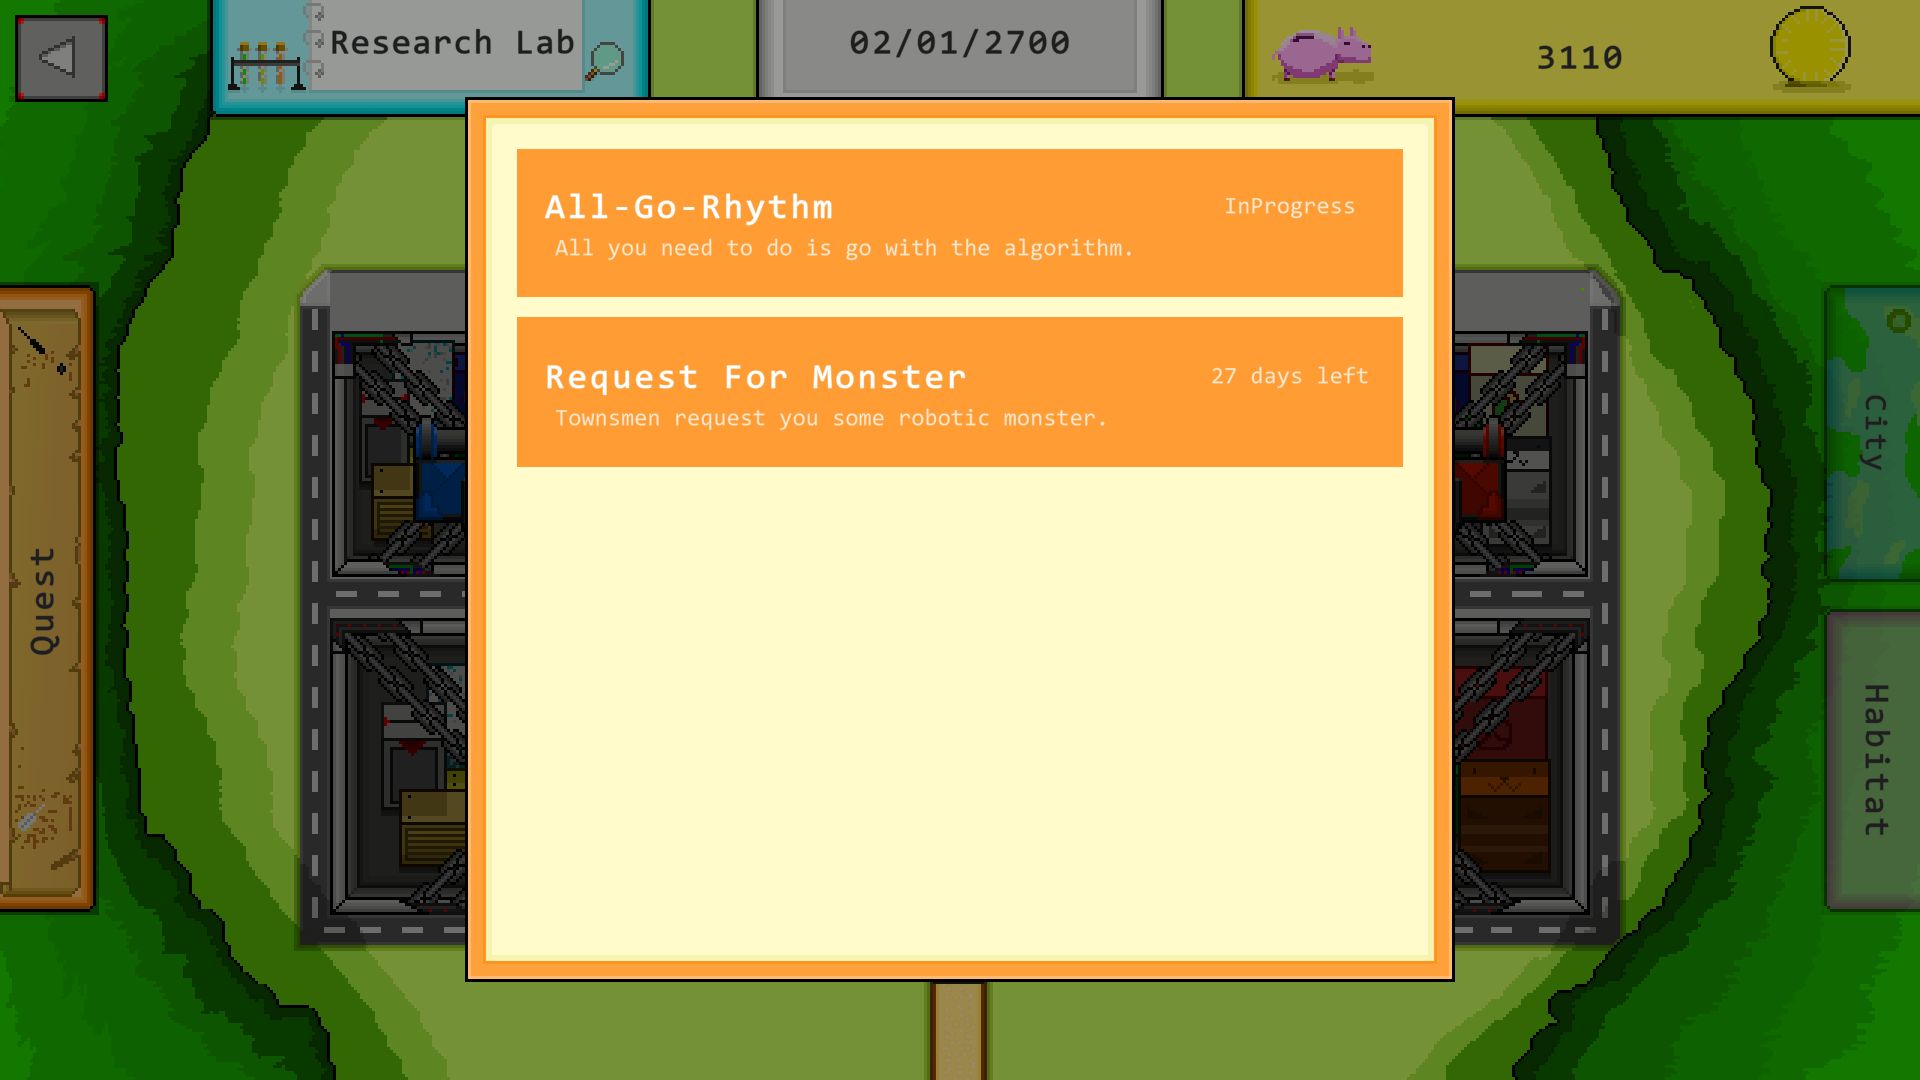 Research Lab
02/01/2700
3110
All-Go-Rhythm
InProgress
All you need to do is go with the algorithm.
Request For Monster
27 days left
Townsmen request you some robotic monster.
Quest
City
Habitat